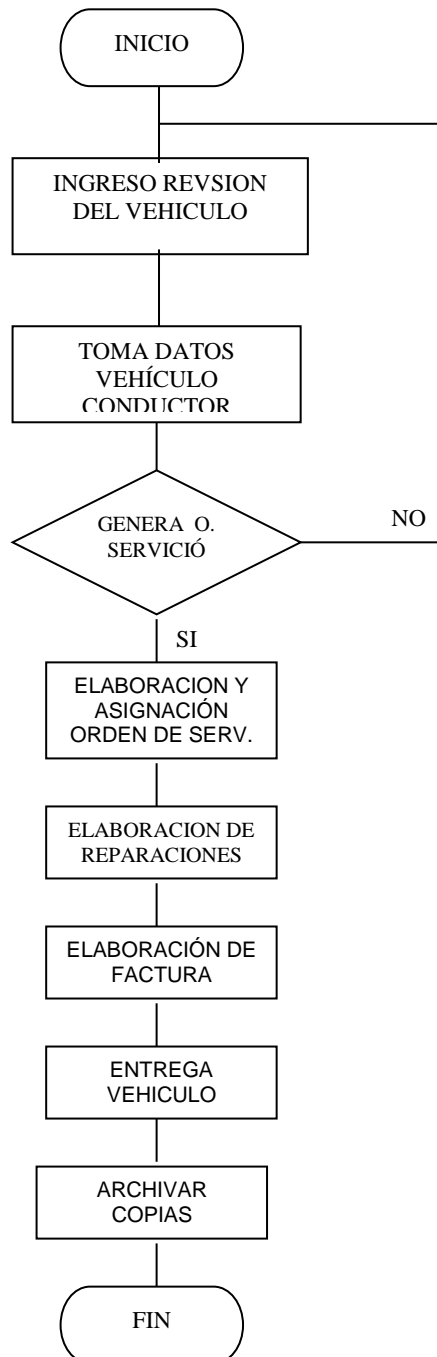 INICIO
INGRESO REVSION
DEL VEHICULO
TOMA DATOS
VEHÍCULO
CONDUCTOR
GENERA O.
SERVICIÓ
NO
SI
ELABORACION Y
ASIGNACIÓN
ORDEN DE SERV.
ELABORACION DE
REPARACIONES
ELABORACIÓN DE
FACTURA
ENTREGA
VEHICULO
ARCHIVAR
COPIAS
FIN